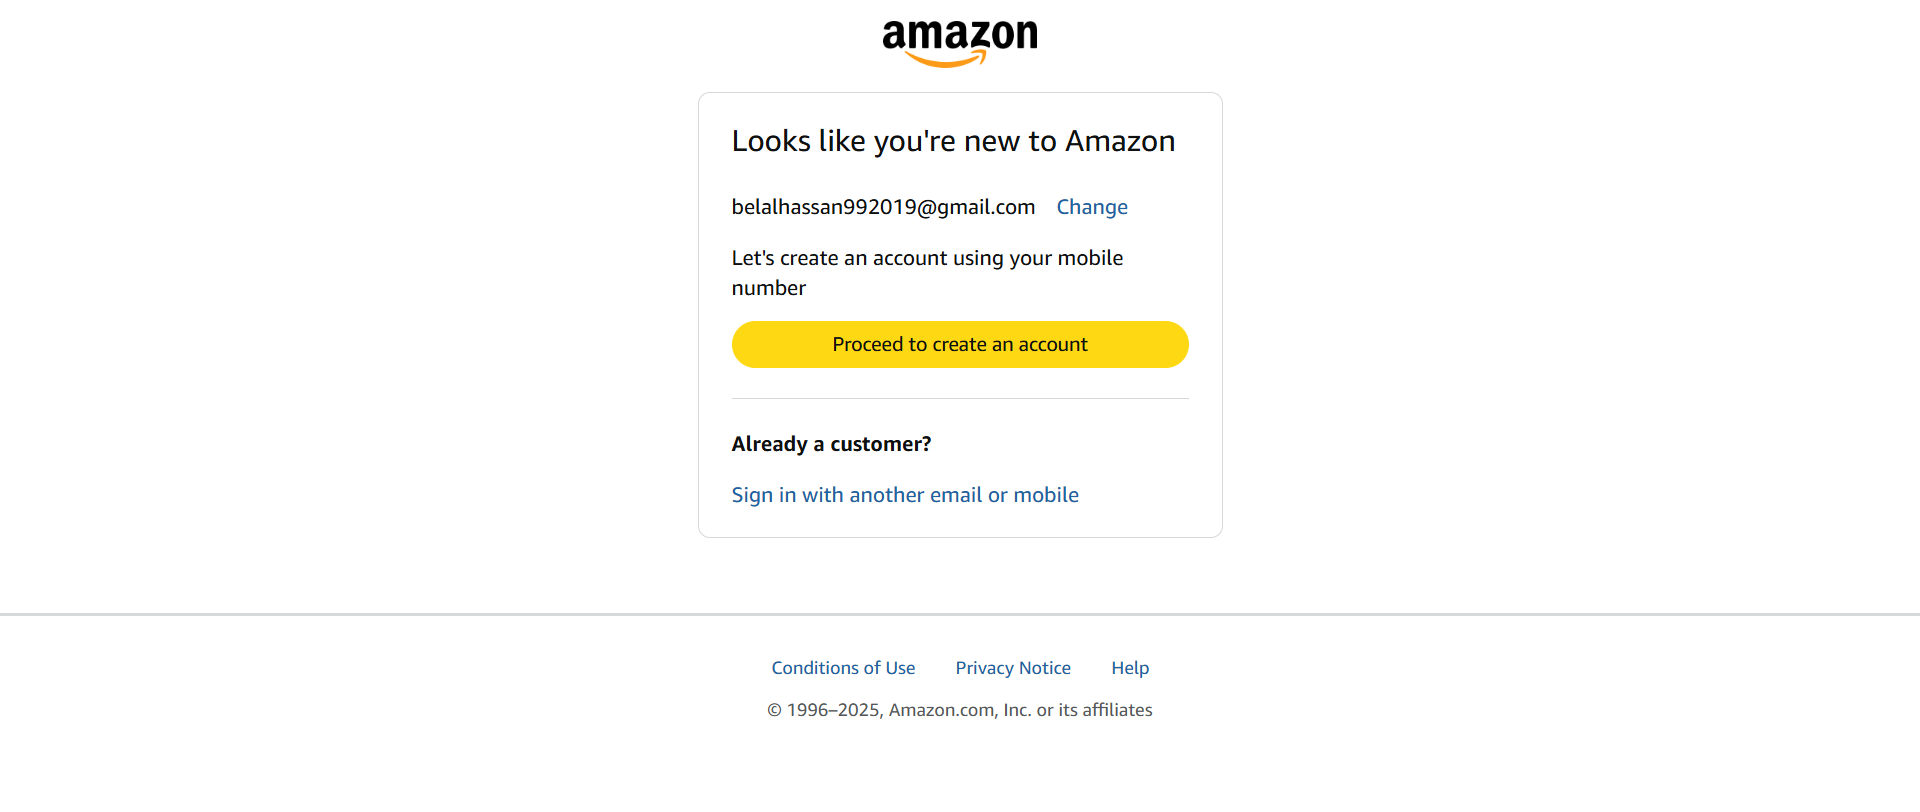 amazon
Looks like you're new to Amazon
belalhassan992019@gmail.com Change
Let's create an account using your mobile
number
Proceed to create an account
Already a customer?
Sign in with another email or mobile
Conditions of Use Privacy Notice Help
© 1996–2025, Amazon.com, Inc. or its affiliates